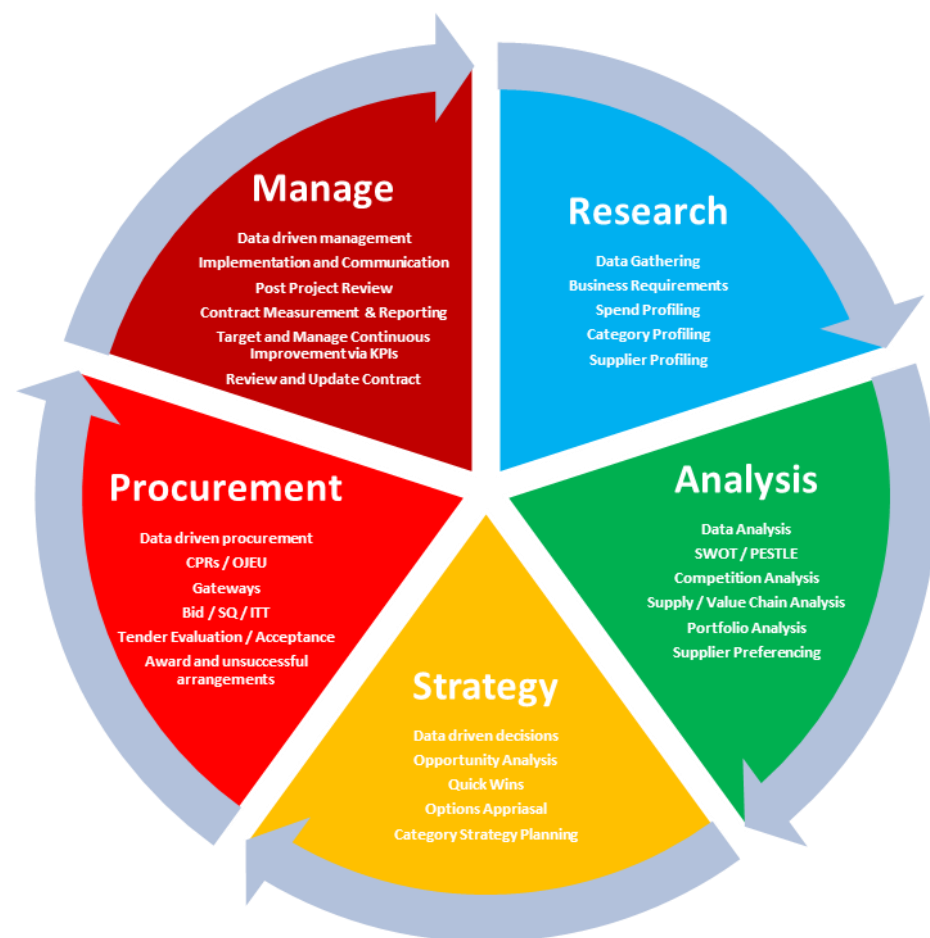 Manage
Data driven management
Implementation and Communication
Post Project Review
Contract Measurement & Reporting
Target and Manage Continuous
Improvement via KPIs
Review and Update Contract
Research
Data Gathering
Business Requirements
Spend Profiling
Category Profiling
Supplier Profiling
Analysis
Data Analysis
SWOT / PESTLE
Competition Analysis
Supply / Value Chain Analysis
Portfolio Analysis
Supplier Preferencing
Strategy
Data driven decisions
Opportunity Analysis
Quick Wins
Options Appriasal
Category Strategy Planning
Procurement
Data driven procurement
CPRs / OJEU
Gateways
Bid / SQ / ITT
Tender Evaluation / Acceptance
Award and unsuccessful
arrangements